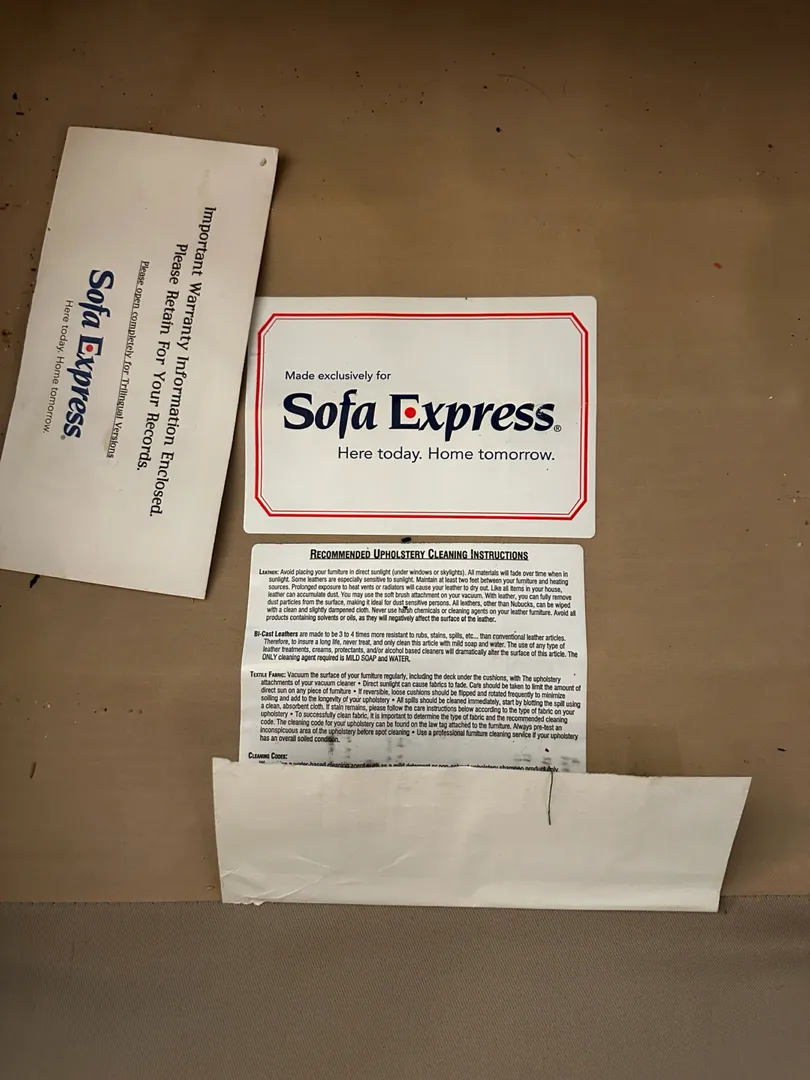 Important Warranty Information Enclosed.
Please Retain For Your Records.
Please open completely for Trilingual Versions
Sofa Express®
Here today. Home tomorrow.
Made exclusively for
Sofa Express®
Here today. Home tomorrow.
RECOMMENDED UPHOLSTERY CLEANING INSTRUCTIONS
LEATHER: Avoid placing your furniture in direct sunlight (under windows or skylights). All materials will fade over time when in
sunlight. Some leathers are especially sensitive to sunlight. Maintain at least two feet between your furniture and heating
sources. Prolonged exposure to heat vents or radiators will cause your leather to dry out. Like all items in your house,
leather can accumulate dust. You may use the soft brush attachment on your vacuum. With leather, you can fully remove
dust particles from the surface, making it ideal for dust sensitive persons. All leathers, other than Nubucks, can be wiped
with a clean and slightly dampened cloth. Never use harsh chemicals or cleaning agents on your leather furniture. Avoid all
products containing solvents or oils, as they will negatively affect the surface of the leather.
BI-CAST LEATHERS are made to be 3 to 4 times more resistant to rubs, stains, spills, etc... than conventional leather articles.
Therefore, to insure a long life, never treat, and only clean this article with mild soap and water. The use of any type of
leather treatments, creams, protectants, and/or alcohol based cleaners will dramatically alter the surface of this article. The
ONLY cleaning agent required is MILD SOAP and WATER.
TEXTILE FABRIC: Vacuum the surface of your furniture regularly, including the deck under the cushions, with The upholstery
attachments of your vacuum cleaner • Direct sunlight can cause fabrics to fade. Care should be taken to limit the amount of
direct sun on any piece of furniture • If reversible, loose cushions should be flipped and rotated frequently to minimize
soiling and add to the longevity of your upholstery • All spills should be cleaned immediately, start by blotting the spill using
a clean, absorbent cloth. If stain remains, please follow the care instructions below according to the type of fabric on your
upholstery • To successfully clean fabric, it is important to determine the type of fabric and the recommended cleaning
code. The cleaning code for your upholstery can be found on the law tag attached to the furniture. Always pre-test an
inconspicuous area of the upholstery before spot cleaning • Use a professional furniture cleaning service if your upholstery
has an overall soiled condition.
CLEANING CODES:
a water-based cleaning agent such as a mild detergent or non-solvent upholstery shampoo product only